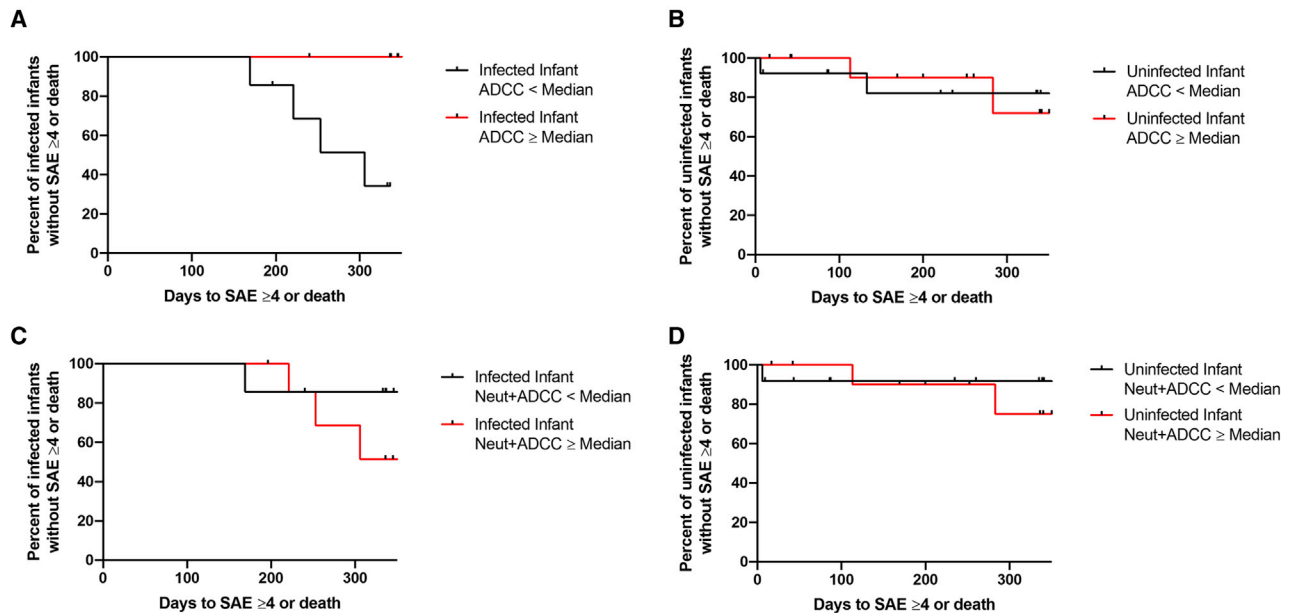 A
Percent of infected infants
without SAE ≥4 or death
100
80
60
40
20
0
0 100 200 300
Days to SAE ≥4 or death
Infected Infant
ADCC < Median
Infected Infant
ADCC ≥ Median
B
Percent of uninfected infants
without SAE ≥4 or death
100
80
60
40
20
0
0 100 200 300
Days to SAE ≥4 or death
Uninfected Infant
ADCC < Median
Uninfected Infant
ADCC ≥ Median
C
Percent of infected infants
without SAE ≥4 or death
100
80
60
40
20
0
0 100 200 300
Days to SAE ≥4 or death
Infected Infant
Neut+ADCC < Median
Infected Infant
Neut+ADCC ≥ Median
D
Percent of uninfected infants
without SAE ≥4 or death
100
80
60
40
20
0
0 100 200 300
Days to SAE ≥4 or death
Uninfected Infant
Neut+ADCC < Median
Uninfected Infant
Neut+ADCC ≥ Median